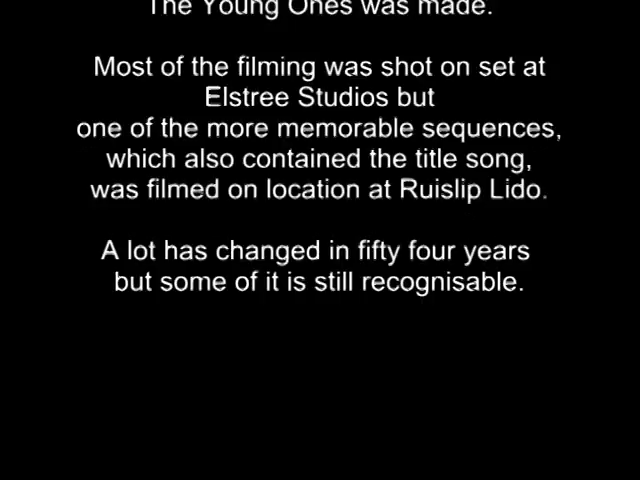 The Young Ones was made.
Most of the filming was shot on set at
Elstree Studios but
one of the more memorable sequences,
which also contained the title song,
was filmed on location at Ruislip Lido.
A lot has changed in fifty four years
but some of it is still recognisable.